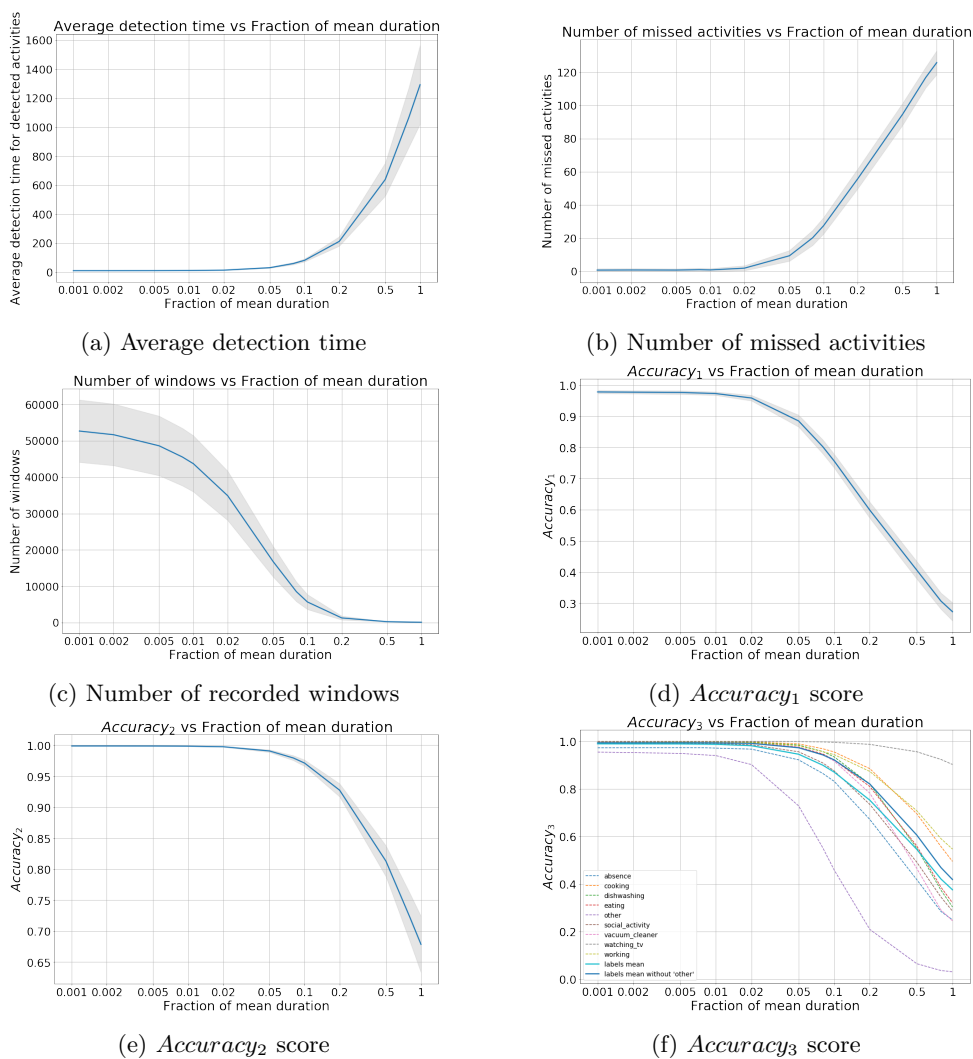 Average detection time vs Fraction of mean duration
Average detection time for detected activities
1600
1400
1200
1000
800
600
400
200
0
0.001 0.002 0.005 0.01 0.02 0.05 0.1 0.2 0.5 1
Fraction of mean duration
(a) Average detection time
Number of missed activities vs Fraction of mean duration
Number of missed activities
120
100
80
60
40
20
0
0.001 0.002 0.005 0.01 0.02 0.05 0.1 0.2 0.5 1
Fraction of mean duration
(b) Number of missed activities
Number of windows vs Fraction of mean duration
Number of windows
60000
50000
40000
30000
20000
10000
0
0.001 0.002 0.005 0.01 0.02 0.05 0.1 0.2 0.5 1
Fraction of mean duration
(c) Number of recorded windows
Accuracy₁ vs Fraction of mean duration
Accuracy₁
1.0
0.9
0.8
0.7
0.6
0.5
0.4
0.3
0.001 0.002 0.005 0.01 0.02 0.05 0.1 0.2 0.5 1
Fraction of mean duration
(d) Accuracy₁ score
Accuracy₂ vs Fraction of mean duration
Accuracy₂
1.00
0.95
0.90
0.85
0.80
0.75
0.70
0.65
0.001 0.002 0.005 0.01 0.02 0.05 0.1 0.2 0.5 1
Fraction of mean duration
(e) Accuracy₂ score
Accuracy₃ vs Fraction of mean duration
Accuracy₃
1.0
0.8
0.6
0.4
0.2
0.0
absence
cooking
dishwashing
eating
other
social_activity
vacuum_cleaner
watching_tv
working
labels mean
labels mean without 'other'
0.001 0.002 0.005 0.01 0.02 0.05 0.1 0.2 0.5 1
Fraction of mean duration
(f) Accuracy₃ score